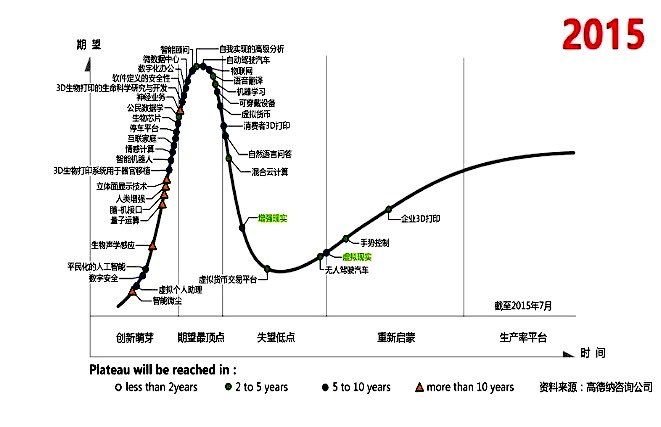 2015
期 望
智能顾问
微数据中心
数字化办公
软件定义的安全性
3D生物打印的生命科学研究与开发
神经业务
公民数据学
生物芯片
停车平台
互联家庭
情感计算
智能机器人
3D生物打印系统用于器官移植
立体面显示技术
人类增强
脑-机接口
量子运算
生物声学感应
平民化的人工智能
数字安全
虚拟个人助理
智能微尘
自我实现的高级分析
自动驾驶汽车
物联网
语音翻译
机器学习
可穿戴设备
虚拟货币
消费者3D打印
自然语言问答
混合云计算
增强现实
虚拟货币交易平台
无人驾驶汽车
虚拟现实
手势控制
企业3D打印
截至2015年7月
创新萌芽
期望最顶点
失望低点
重新启蒙
生产率平台
时 间
Plateau will be reached in :
less than 2years
2 to 5 years
5 to 10 years
more than 10 years
资料来源：高德纳咨询公司